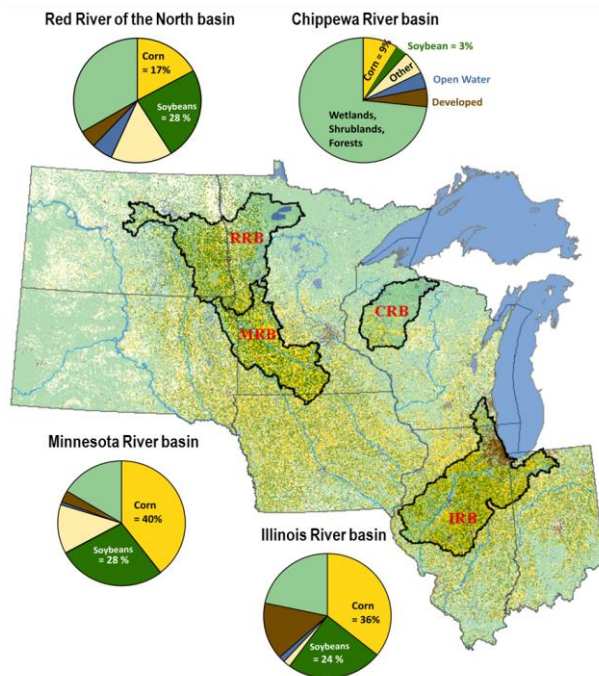 Red River of the North basin
Chippewa River basin
Corn
= 17%
Soybeans
= 28 %
Corn = 9%
Soybean = 3%
Other
Open Water
Developed
Wetlands,
Shrublands,
Forests
RRB
CRB
MRB
IRB
Minnesota River basin
Corn
= 40%
Soybeans
= 28 %
Illinois River basin
Corn
= 36%
Soybeans
= 24 %